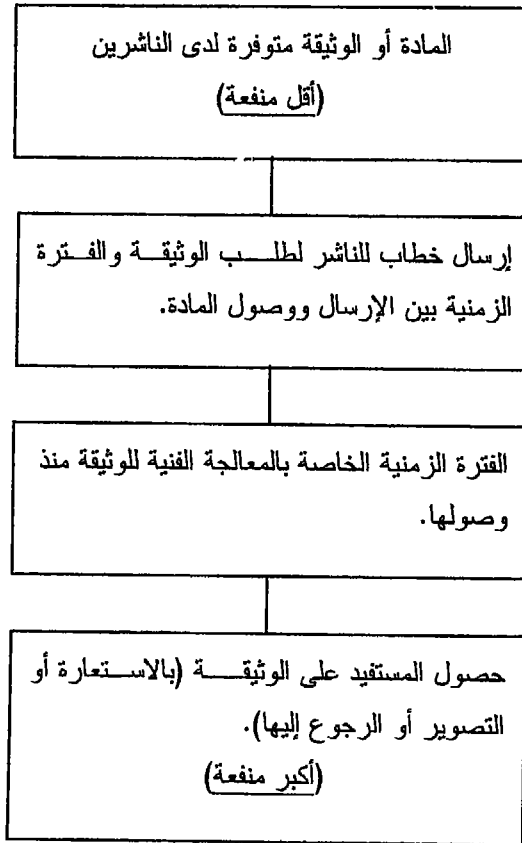 المادة أو الوثيقة متوفرة لدى الناشرين
(أقل منفعة)
إرسال خطاب للناشر لطلب الوثيقة والفترة
الزمنية بين الإرسال ووصول المادة.
الفترة الزمنية الخاصة بالمعالجة الفنية للوثيقة منذ
وصولها.
حصول المستفيد على الوثيقة (بالاستعارة أو
التصوير أو الرجوع إليها).
(أكبر منفعة)